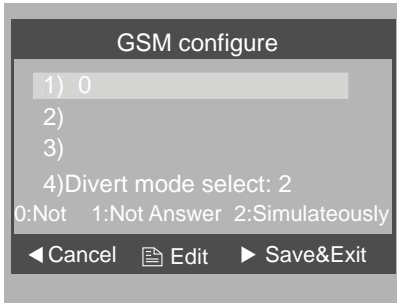 GSM configure
1) 0
2)
3)
4)Divert mode select: 2
0:Not 1:Not Answer 2:Simulateously
◀Cancel Edit ▶ Save&Exit